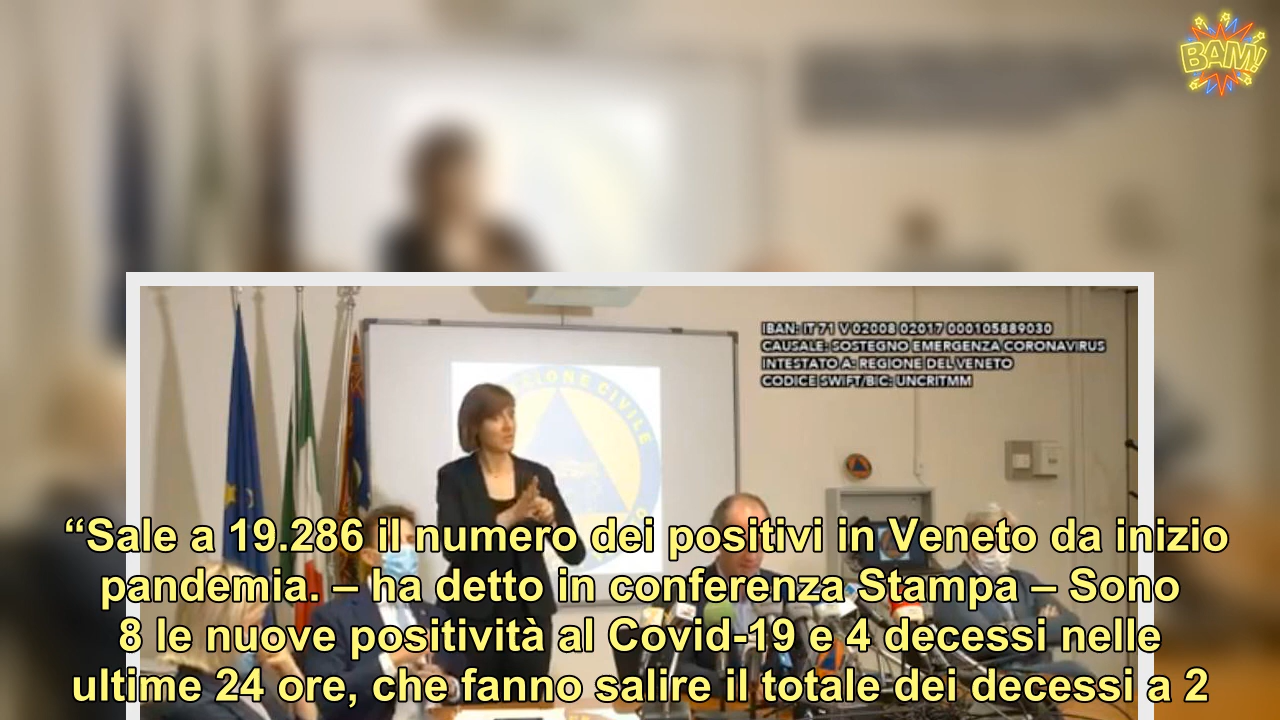 BAM!
IBAN: IT 71 V 02008 02017 000105889030
CAUSALE: SOSTEGNO EMERGENZA CORONAVIRUS
INTESTATO A: REGIONE DEL VENETO
CODICE SWIFT/BIC: UNCRITMM
ZIONE CIVILE
“Sale a 19.286 il numero dei positivi in Veneto da inizio
pandemia. – ha detto in conferenza Stampa – Sono
8 le nuove positività al Covid-19 e 4 decessi nelle
ultime 24 ore, che fanno salire il totale dei decessi a 2